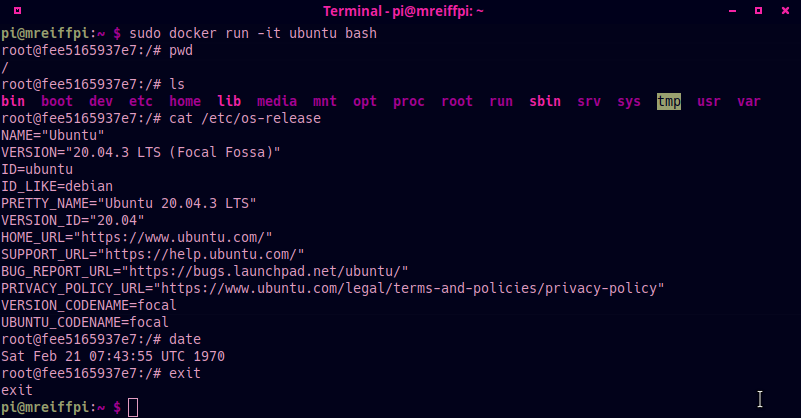 Terminal - pi@mreiffpi: ~
pi@mreiffpi:~ $ sudo docker run -it ubuntu bash
root@fee5165937e7:/# pwd
/
root@fee5165937e7:/# ls
bin  boot  dev  etc  home  lib  media  mnt  opt  proc  root  run  sbin  srv  sys  tmp  usr  var
root@fee5165937e7:/# cat /etc/os-release
NAME="Ubuntu"
VERSION="20.04.3 LTS (Focal Fossa)"
ID=ubuntu
ID_LIKE=debian
PRETTY_NAME="Ubuntu 20.04.3 LTS"
VERSION_ID="20.04"
HOME_URL="https://www.ubuntu.com/"
SUPPORT_URL="https://help.ubuntu.com/"
BUG_REPORT_URL="https://bugs.launchpad.net/ubuntu/"
PRIVACY_POLICY_URL="https://www.ubuntu.com/legal/terms-and-policies/privacy-policy"
VERSION_CODENAME=focal
UBUNTU_CODENAME=focal
root@fee5165937e7:/# date
Sat Feb 21 07:43:55 UTC 1970
root@fee5165937e7:/# exit
exit
pi@mreiffpi:~ $